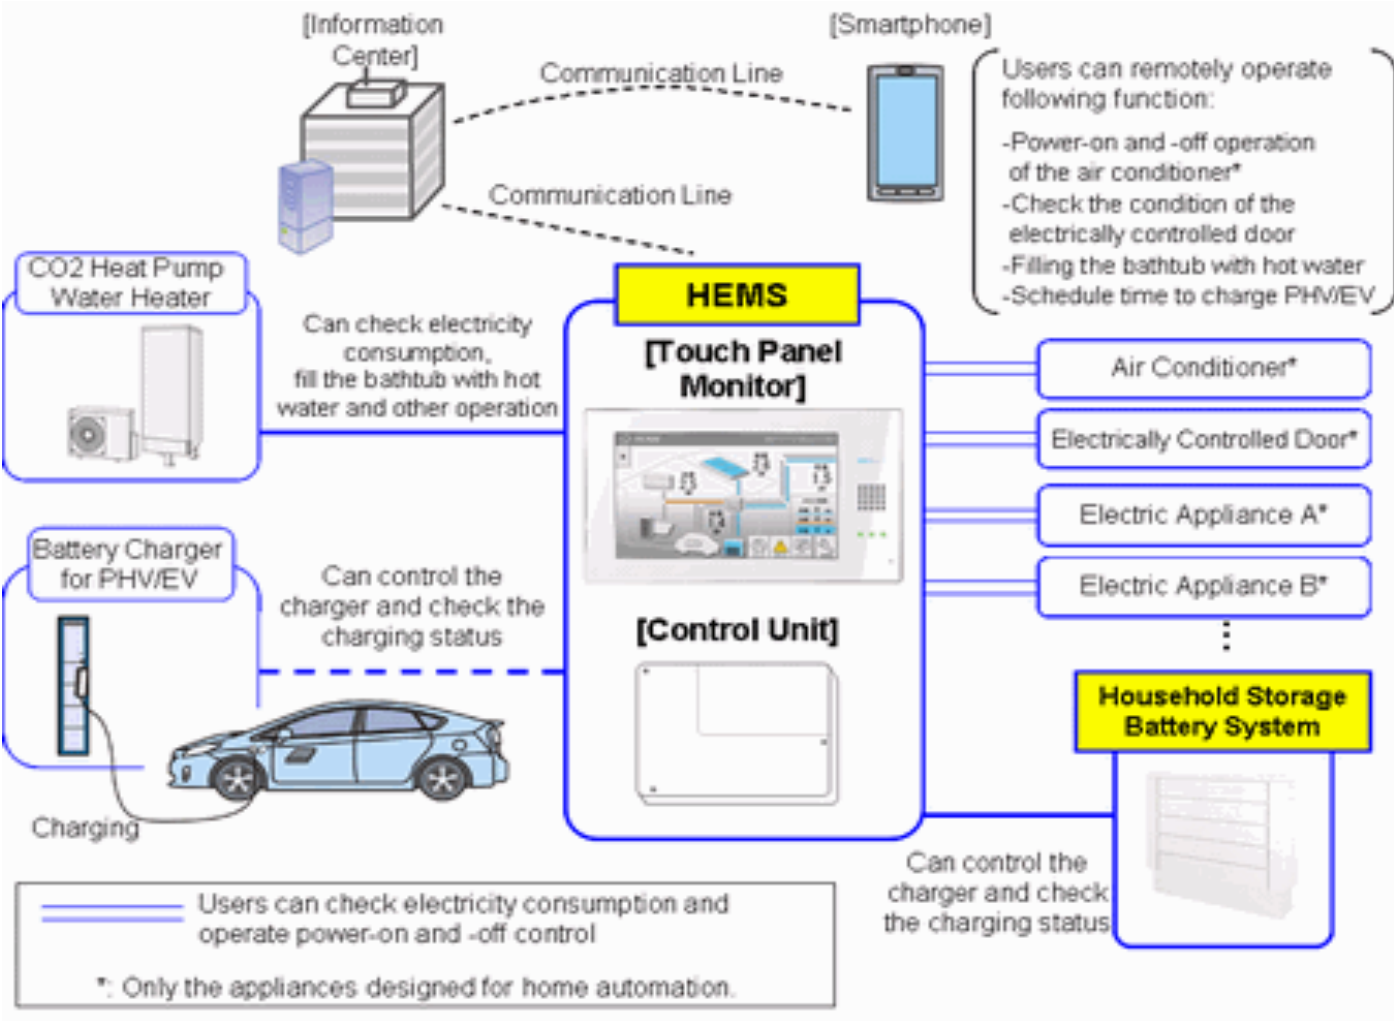 [Information
Center]
[Smartphone]
Communication Line
Users can remotely operate
following function:
-Power-on and -off operation
of the air conditioner*
-Check the condition of the
electrically controlled door
-Filling the bathtub with hot water
-Schedule time to charge PHV/EV
Communication Line
CO2 Heat Pump
Water Heater
Can check electricity
consumption,
fill the bathtub with hot
water and other operation
HEMS
[Touch Panel
Monitor]
Air Conditioner*
Electrically Controlled Door*
Electric Appliance A*
Electric Appliance B*
Battery Charger
for PHV/EV
Can control the
charger and check the
charging status
[Control Unit]
Household Storage
Battery System
Charging
Can control the
charger and check
the charging status
Users can check electricity consumption and
operate power-on and -off control
*: Only the appliances designed for home automation.